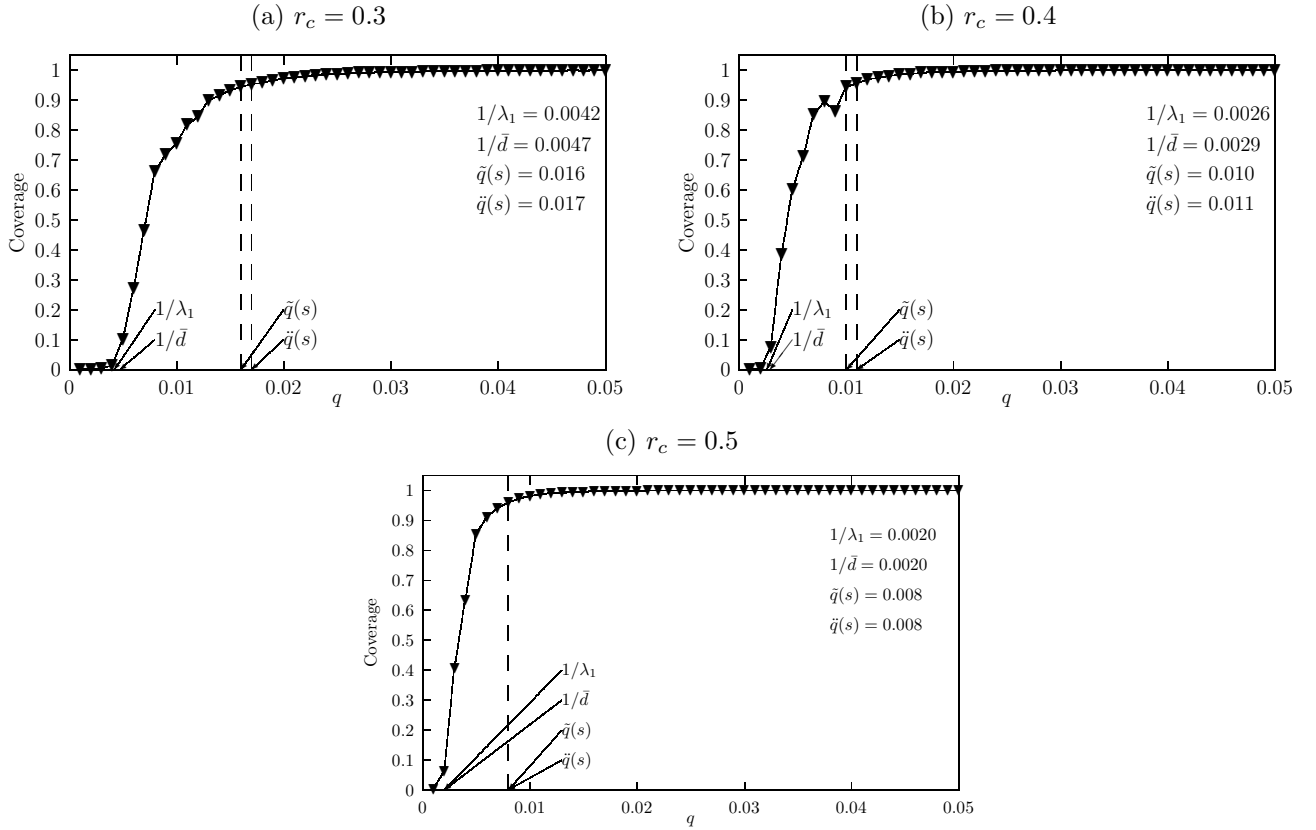 (a) r_c = 0.3
1
0.9
0.8
0.7
0.6
0.5
0.4
0.3
0.2
0.1
0
Coverage
1/λ₁ = 0.0042
1/d̄ = 0.0047
q̃(s) = 0.016
q̈(s) = 0.017
1/λ₁
1/d̄
q̃(s)
q̈(s)
0 0.01 0.02 0.03 0.04 0.05
q
(b) r_c = 0.4
1
0.9
0.8
0.7
0.6
0.5
0.4
0.3
0.2
0.1
0
Coverage
1/λ₁ = 0.0026
1/d̄ = 0.0029
q̃(s) = 0.010
q̈(s) = 0.011
1/λ₁
1/d̄
q̃(s)
q̈(s)
0 0.01 0.02 0.03 0.04 0.05
q
(c) r_c = 0.5
1
0.9
0.8
0.7
0.6
0.5
0.4
0.3
0.2
0.1
0
Coverage
1/λ₁ = 0.0020
1/d̄ = 0.0020
q̃(s) = 0.008
q̈(s) = 0.008
1/λ₁
1/d̄
q̃(s)
q̈(s)
0 0.01 0.02 0.03 0.04 0.05
q